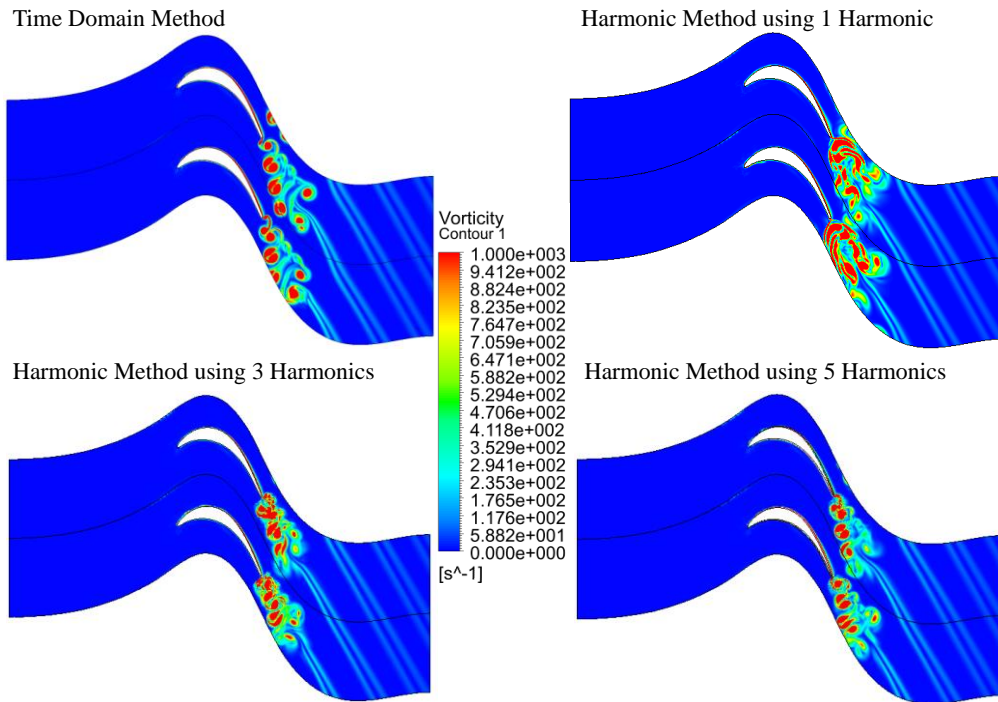 Time Domain Method
Harmonic Method using 1 Harmonic
Vorticity
Contour 1
1.000e+003
9.412e+002
8.824e+002
8.235e+002
7.647e+002
7.059e+002
6.471e+002
5.882e+002
5.294e+002
4.706e+002
4.118e+002
3.529e+002
2.941e+002
2.353e+002
1.765e+002
1.176e+002
5.882e+001
0.000e+000
[s^-1]
Harmonic Method using 3 Harmonics
Harmonic Method using 5 Harmonics